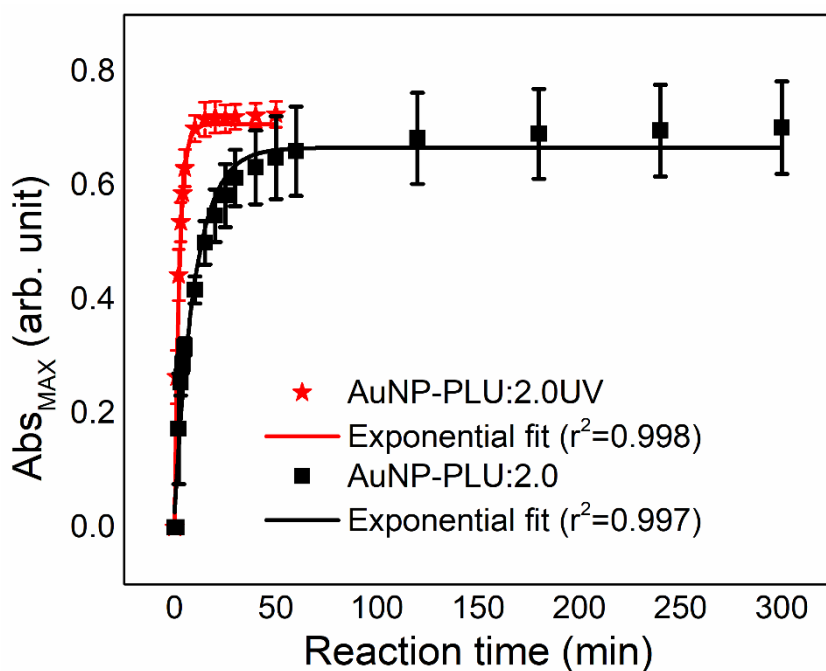 0.8
0.6
0.4
0.2
0.0
Abs_MAX (arb. unit)
AuNP-PLU:2.0UV
Exponential fit (r²=0.998)
AuNP-PLU:2.0
Exponential fit (r²=0.997)
0 50 100 150 200 250 300
Reaction time (min)